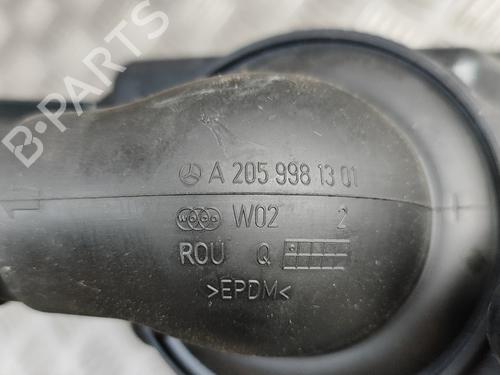 B-PARTS
A 205 998 13 01
W02 2
ROU Q
>EPDM<